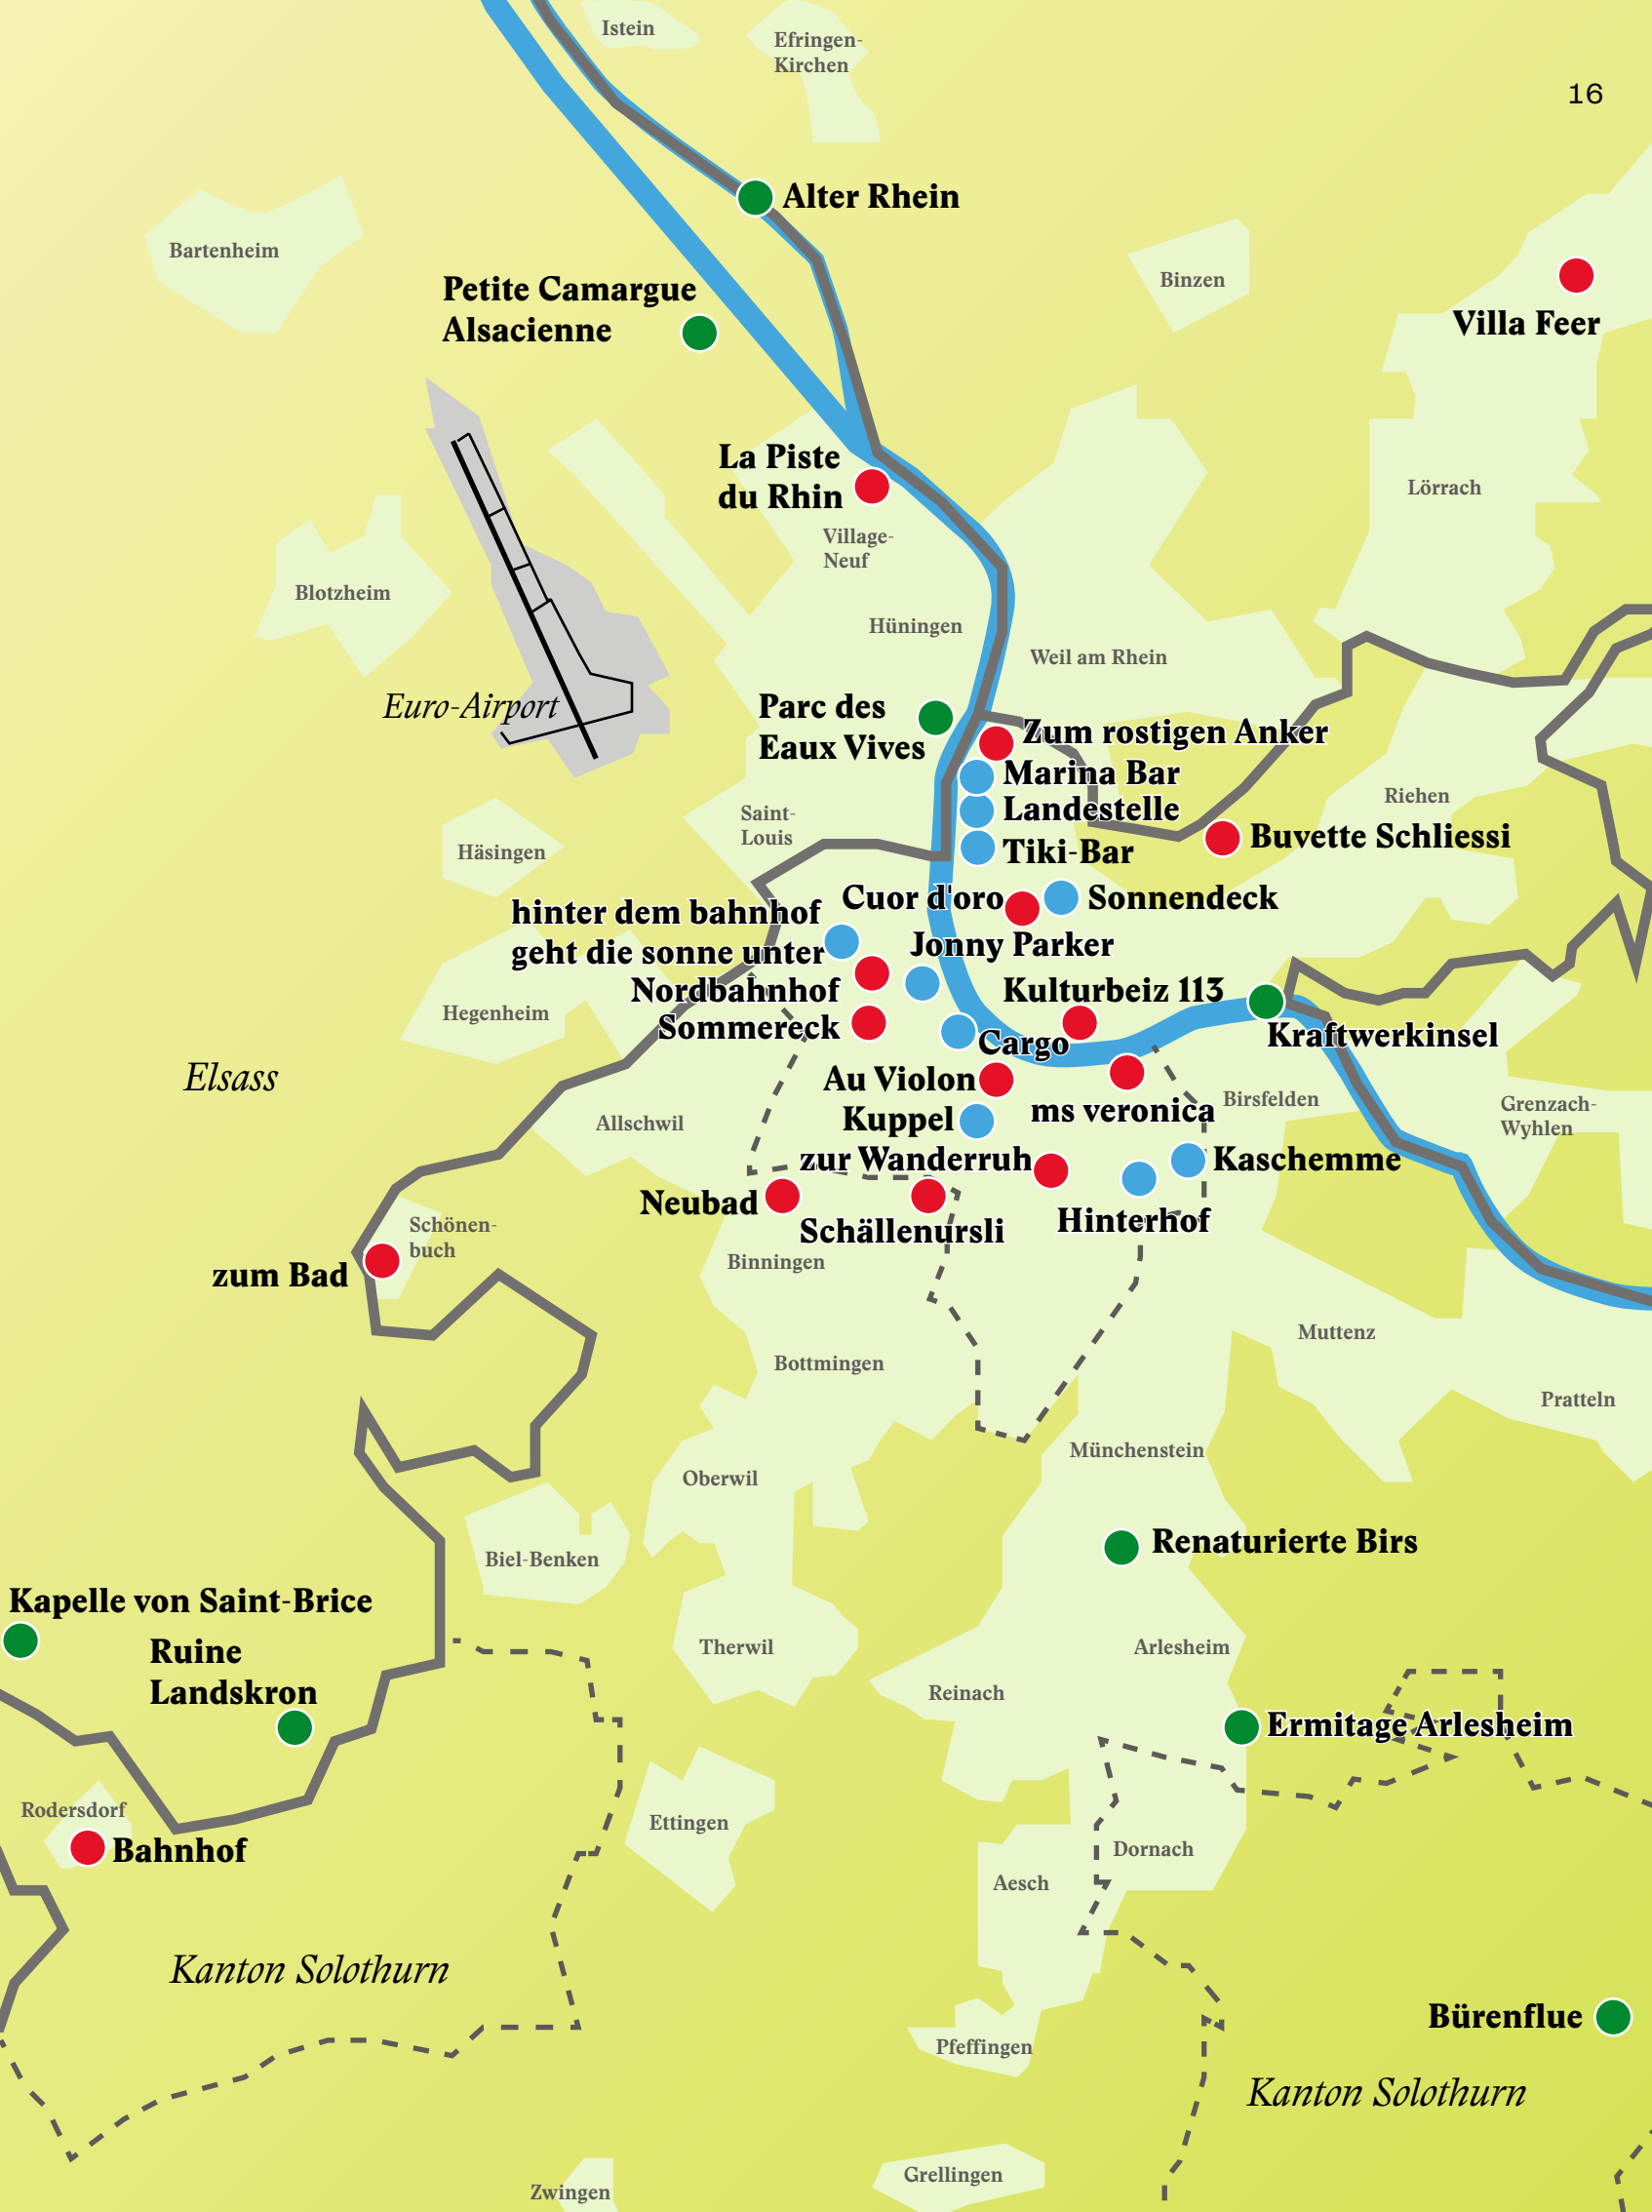 Istein
Efringen-
Kirchen
16
Alter Rhein
Bartenheim
Binzen
Petite Camargue
Alsacienne
Villa Feer
La Piste
du Rhin
Lörrach
Village-
Neuf
Blotzheim
Hüningen
Weil am Rhein
Euro-Airport
Parc des
Eaux Vives
Zum rostigen Anker
Marina Bar
Landestelle
Riehen
Saint-
Louis
Buvette Schliessi
Häsingen
Tiki-Bar
Cuor d'oro
Sonnendeck
hinter dem bahnhof
geht die sonne unter
Jonny Parker
Nordbahnhof
Kulturbeiz 113
Hegenheim
Sommereck
Cargo
Kraftwerkinsel
Elsass
Au Violon
Birsfelden
Grenzach-
Wyhlen
Allschwil
Kuppel
ms veronica
zur Wanderruh
Kaschemme
Neubad
Schällenursli
Hinterhof
Schönen-
buch
zum Bad
Binningen
Muttenz
Bottmingen
Pratteln
Münchenstein
Oberwil
Renaturierte Birs
Biel-Benken
Kapelle von Saint-Brice
Ruine
Landskron
Therwil
Arlesheim
Reinach
Ermitage Arlesheim
Rodersdorf
Bahnhof
Ettingen
Dornach
Aesch
Kanton Solothurn
Bürenflue
Pfeffingen
Kanton Solothurn
Grellingen
Zwingen